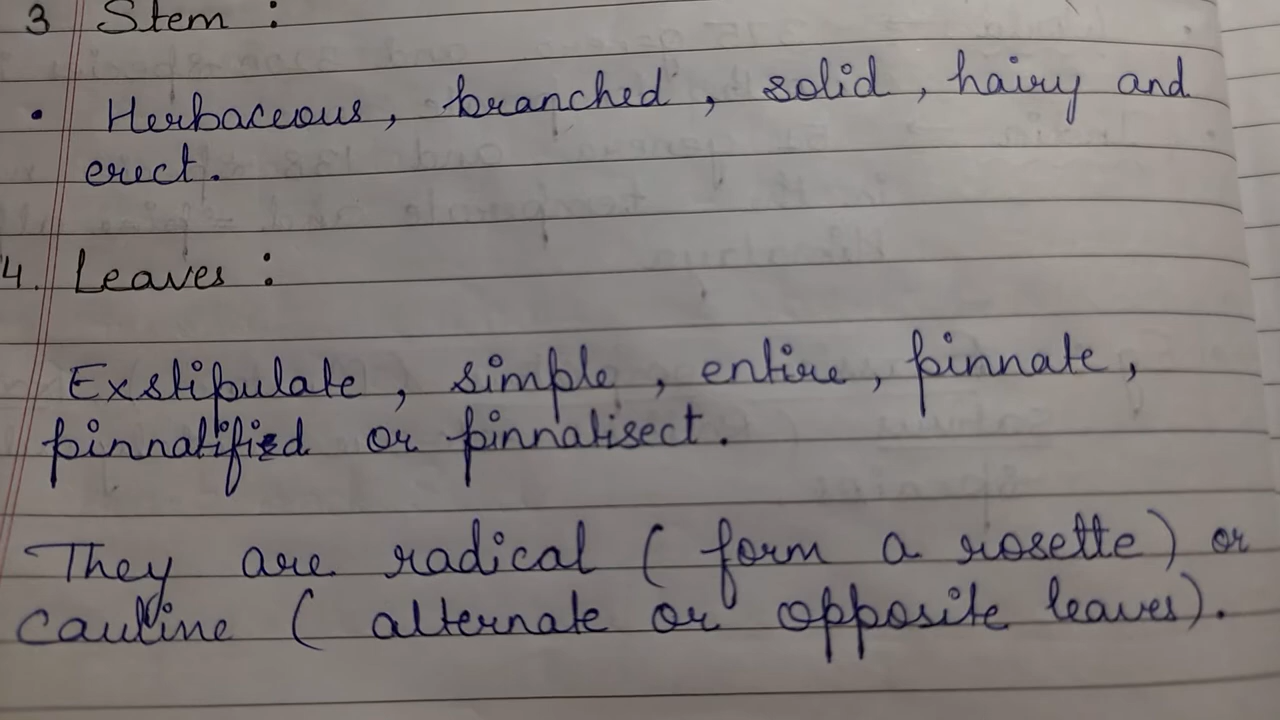 3 Stem :
• Herbaceous, branched, solid, hairy and
erect.
4. Leaves :
Exstipulate, simple, entire, pinnate,
pinnatified or pinnatisect.
They are radical ( form a rosette) or
Cauline ( alternate or opposite leaves).